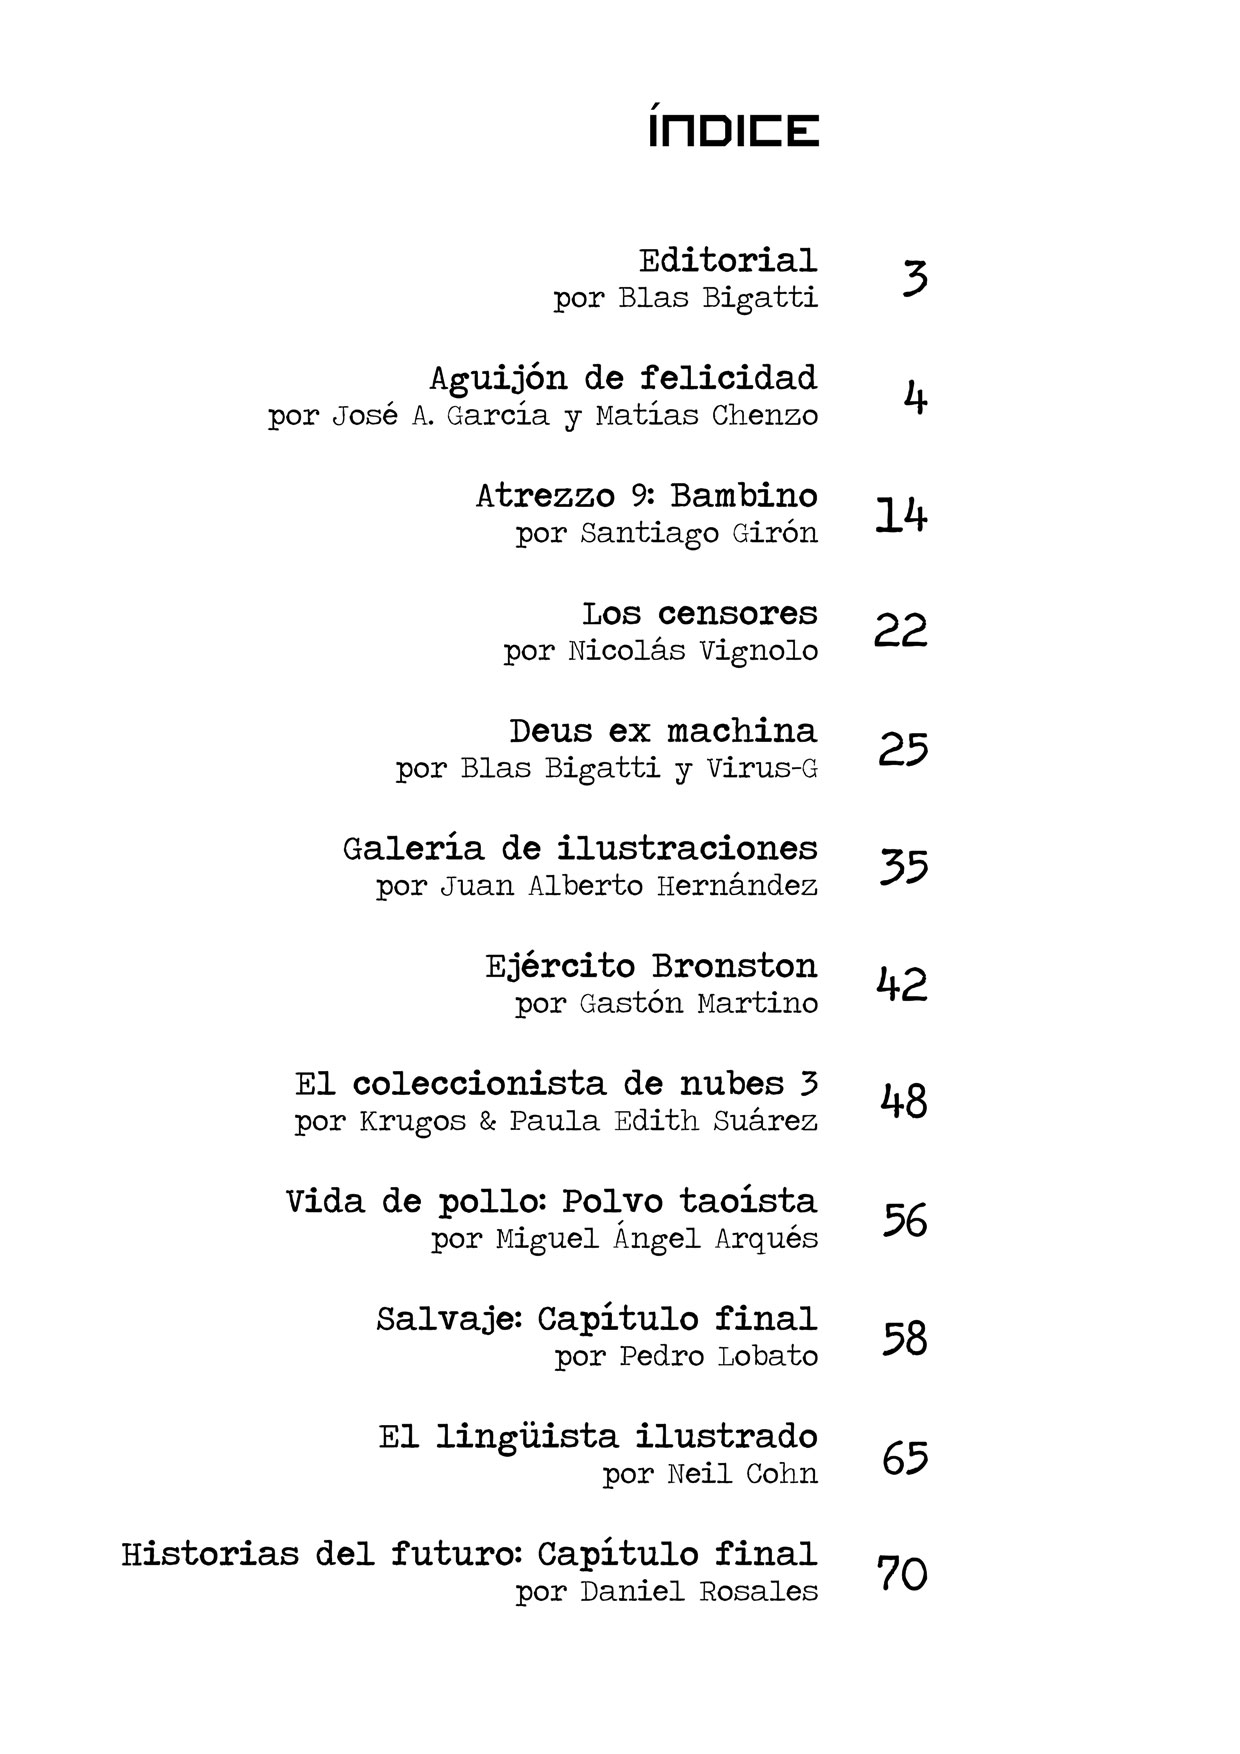 ÍNDICE
Editorial
por Blas Bigatti
3
Aguijón de felicidad
por José A. García y Matías Chenzo
4
Atrezzo 9: Bambino
por Santiago Girón
14
Los censores
por Nicolás Vignolo
22
Deus ex machina
por Blas Bigatti y Virus-G
25
Galería de ilustraciones
por Juan Alberto Hernández
35
Ejército Bronston
por Gastón Martino
42
El coleccionista de nubes 3
por Krugos & Paula Edith Suárez
48
Vida de pollo: Polvo taoísta
por Miguel Ángel Arqués
56
Salvaje: Capítulo final
por Pedro Lobato
58
El lingüista ilustrado
por Neil Cohn
65
Historias del futuro: Capítulo final
por Daniel Rosales
70